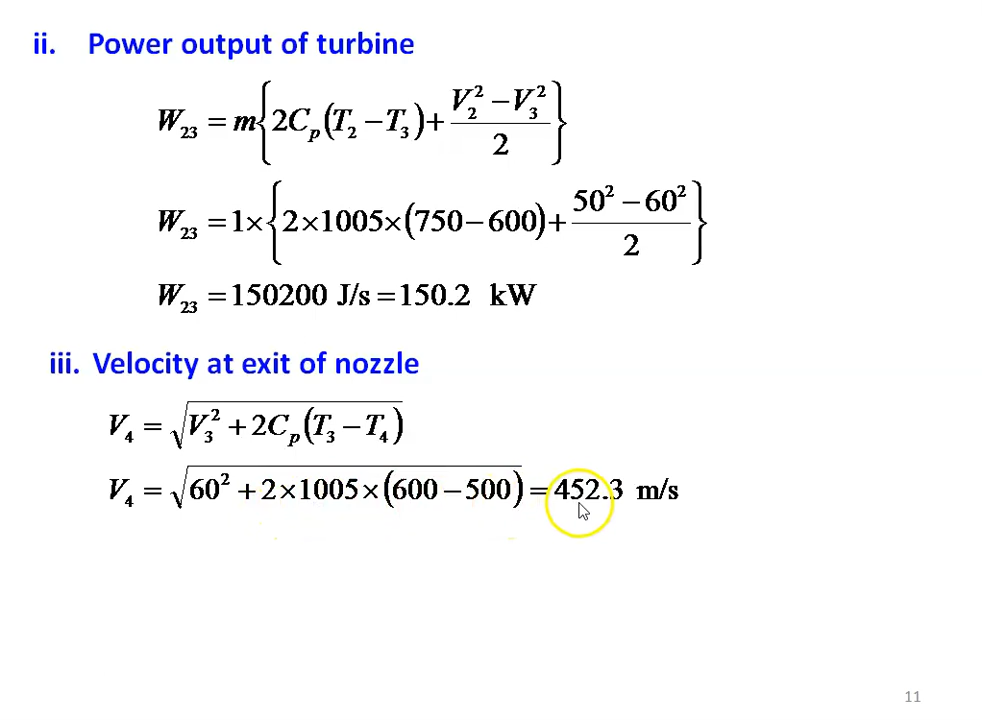 ii. Power output of turbine
W₂₃ = m{2Cₚ(T₂ − T₃) + (V₂² − V₃²)/2}
W₂₃ = 1×{2×1005×(750 − 600) + (50² − 60²)/2}
W₂₃ = 150200 J/s = 150.2 kW
iii. Velocity at exit of nozzle
V₄ = √(V₃² + 2Cₚ(T₃ − T₄))
V₄ = √(60² + 2×1005×(600 − 500)) = 452.3 m/s
11